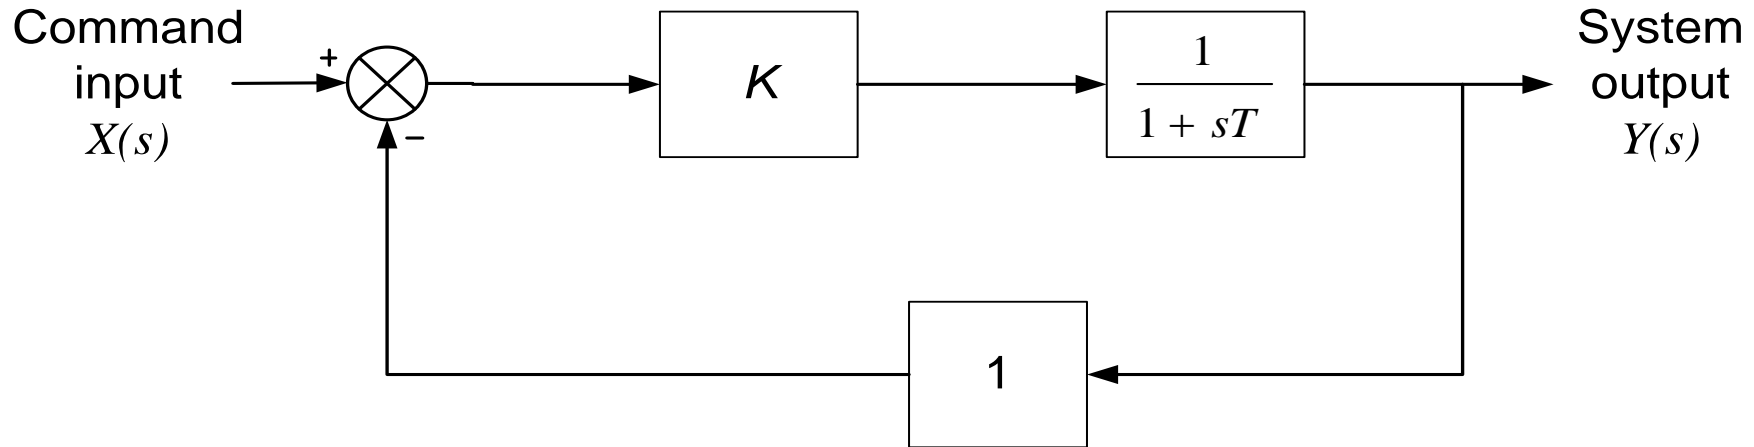 Command
input
X(s)
+
−
K
1
1 + sT
System
output
Y(s)
1